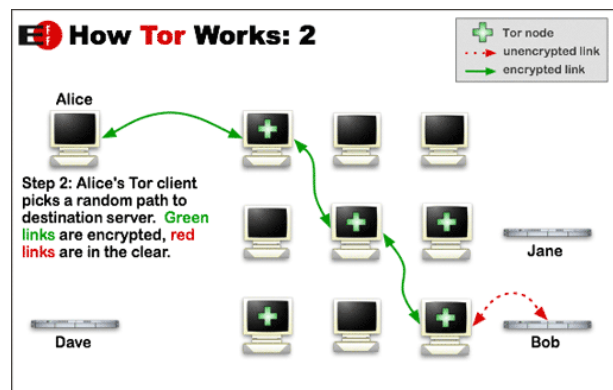 EFF How Tor Works: 2
Tor node
unencrypted link
encrypted link
Alice
Step 2: Alice's Tor client
picks a random path to
destination server. Green
links are encrypted, red
links are in the clear.
Jane
Dave
Bob